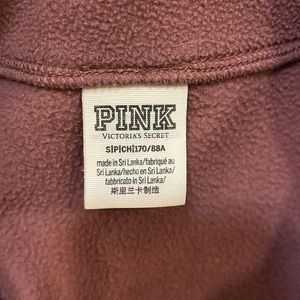 PINK
VICTORIA'S SECRET
S|P|CH|170/88A
made in Sri Lanka/fabriqué au
Sri Lanka/hecho en Sri Lanka/
fabbricato in Sri Lanka/
斯里兰卡制造